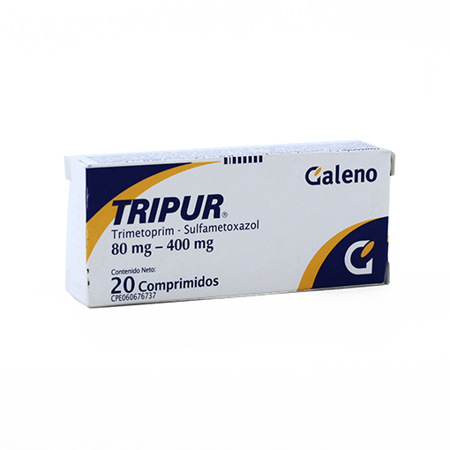 Galeno
TRIPUR®
Trimetoprim - Sulfametoxazol
80 mg – 400 mg
Contenido Neto:
20 Comprimidos
CPE060676737